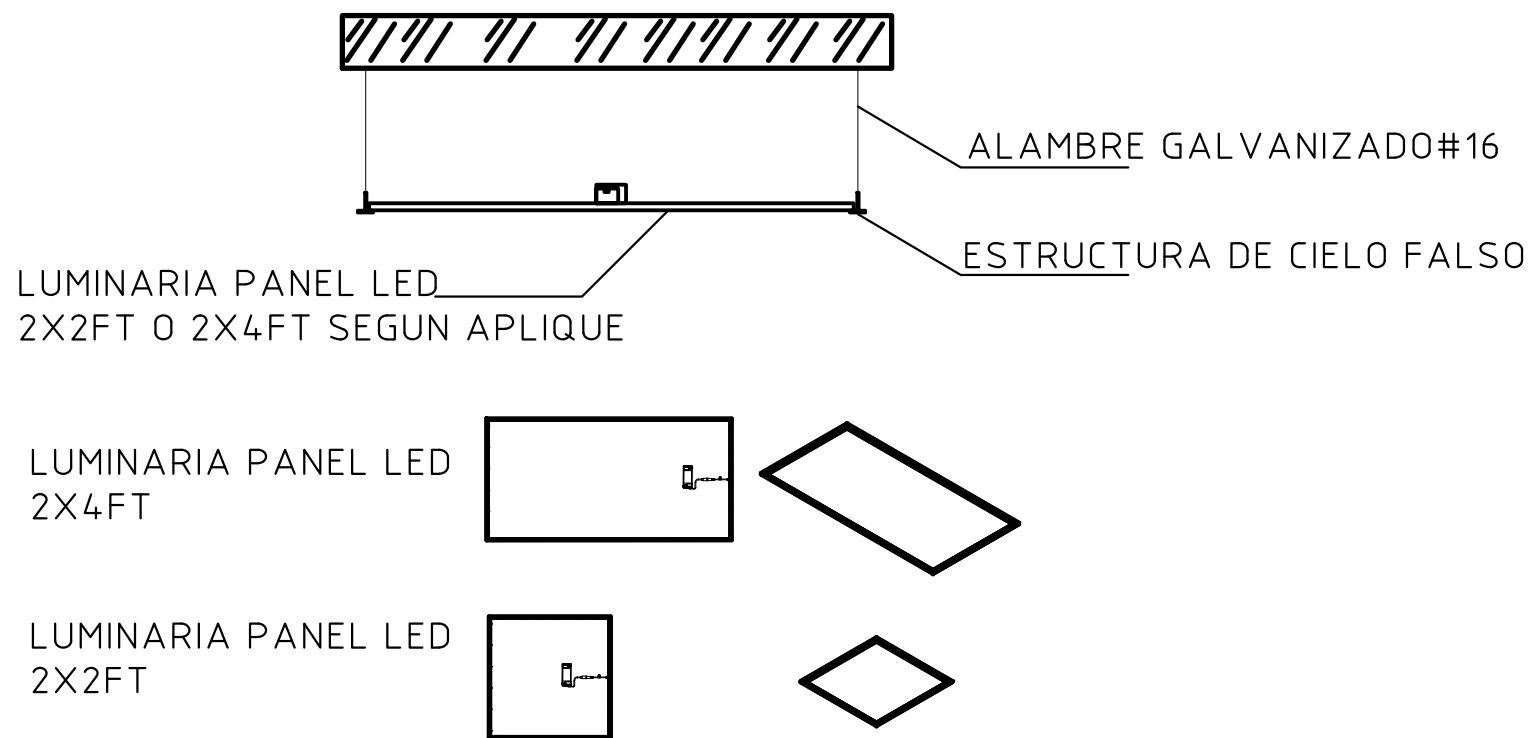 ALAMBRE GALVANIZADO#16
ESTRUCTURA DE CIELO FALSO
LUMINARIA PANEL LED
2X2FT O 2X4FT SEGUN APLIQUE
LUMINARIA PANEL LED
2X4FT
LUMINARIA PANEL LED
2X2FT